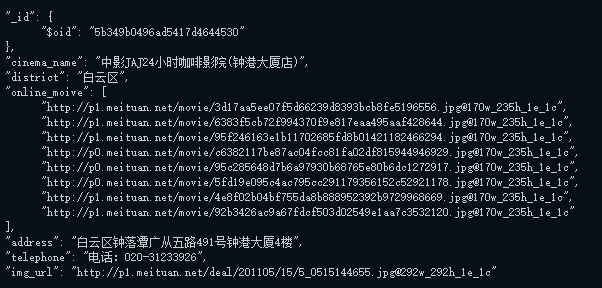 "_id": {
"$oid": "5b349b0496ad5417d4644530"
},
"cinema_name": "中影JAJ24小时咖啡影院(钟港大厦店)",
"district": "白云区",
"online_moive": [
"http://p1.meituan.net/movie/3d17aa5ee07f5d66239d8393bcb8fe5196556.jpg@170w_235h_1e_1c",
"http://p1.meituan.net/movie/6383f5cb72f994370f9e817eaa495aaf428644.jpg@170w_235h_1e_1c",
"http://p1.meituan.net/movie/95f246163e1b11702685fd8b01421182466294.jpg@170w_235h_1e_1c",
"http://p0.meituan.net/movie/c6382117be87ac04fcc81fa02df815944946929.jpg@170w_235h_1e_1c",
"http://p0.meituan.net/movie/95c285648d7b6a97930b68765e80b6dc1272917.jpg@170w_235h_1e_1c",
"http://p0.meituan.net/movie/5fd19e095c4ac795cc291179356152c52921178.jpg@170w_235h_1e_1c",
"http://p1.meituan.net/movie/4e8f02b04bf755da8b888952392b9729968669.jpg@170w_235h_1e_1c",
"http://p1.meituan.net/movie/92b3426ac9a67fdcf503d02549e1aa7c3532120.jpg@170w_235h_1e_1c"
],
"address": "白云区钟落潭广从五路491号钟港大厦4楼",
"telephone": "电话：020-31233926",
"img_url": "http://p1.meituan.net/deal/201105/15/5_0515144655.jpg@292w_292h_1e_1c"